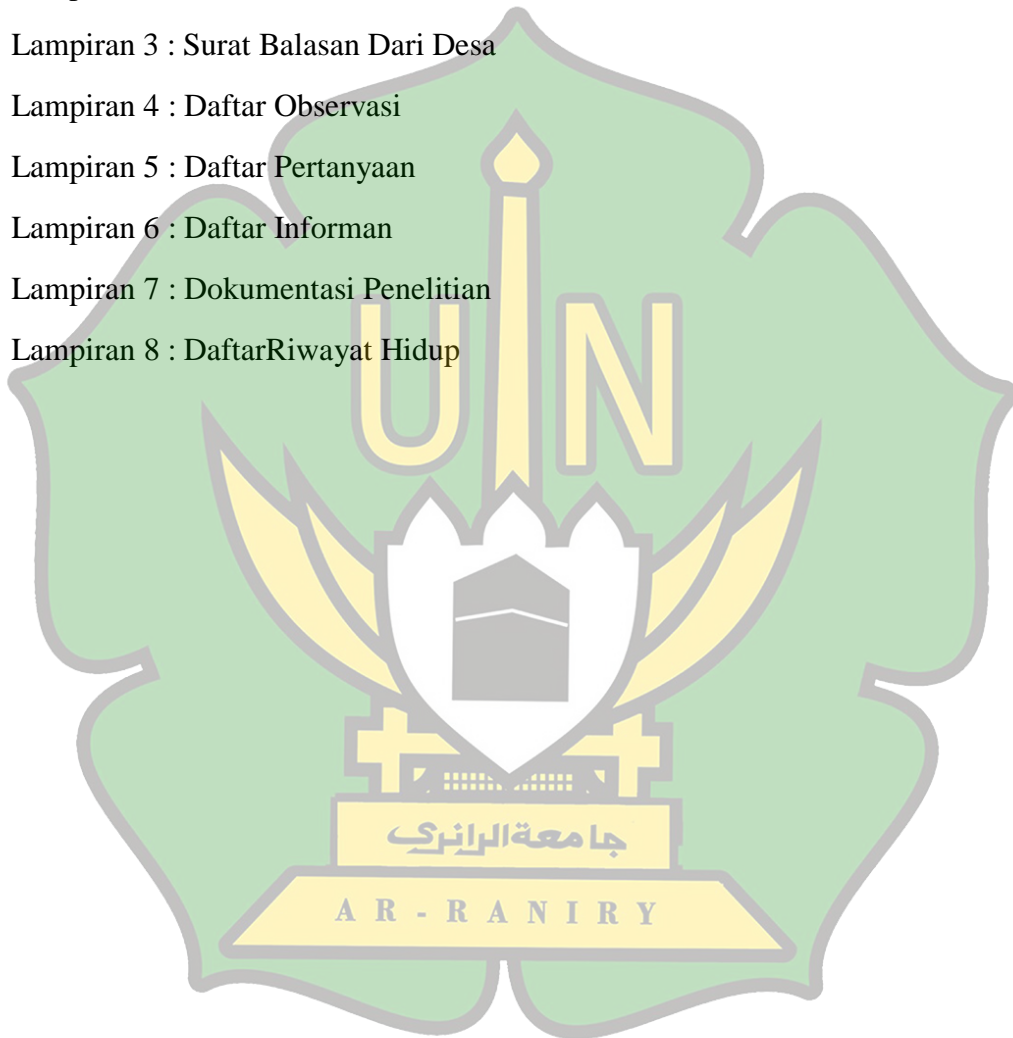 Lampiran 3 : Surat Balasan Dari Desa
Lampiran 4 : Daftar Observasi
Lampiran 5 : Daftar Pertanyaan
Lampiran 6 : Daftar Informan
Lampiran 7 : Dokumentasi Penelitian
Lampiran 8 : DaftarRiwayat Hidup
UIN
جامعةالرانري
AR-RANIRY